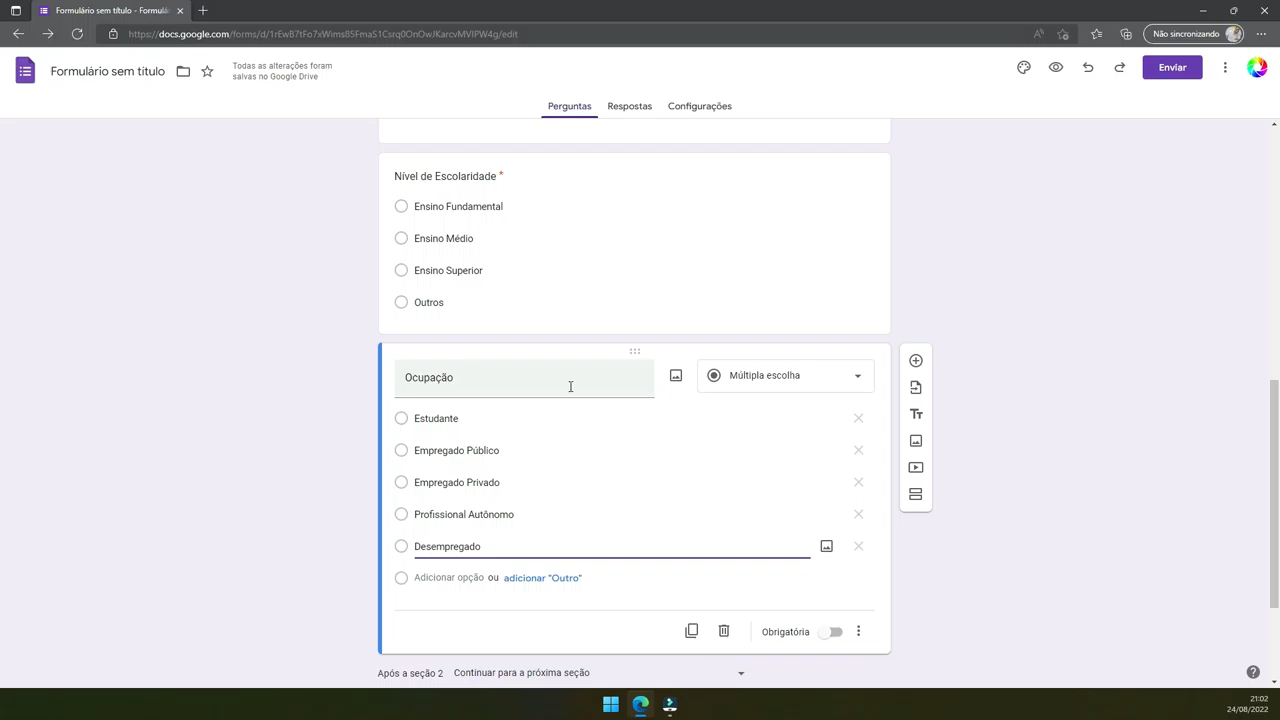 Formulário sem título - Formulár
https://docs.google.com/forms/d/1rEwB7tFo7xWims85FmaS1Csrq0OnOwJKarcvMVIPW4g/edit
Não sincronizando
Formulário sem título
Todas as alterações foram
salvas no Google Drive
Enviar
Perguntas
Respostas
Configurações
Nível de Escolaridade *
Ensino Fundamental
Ensino Médio
Ensino Superior
Outros
Ocupação
Múltipla escolha
Estudante
Empregado Público
Empregado Privado
Profissional Autônomo
Desempregado
Adicionar opção ou adicionar "Outro"
Obrigatória
Após a seção 2 Continuar para a próxima seção
21:02
24/08/2022